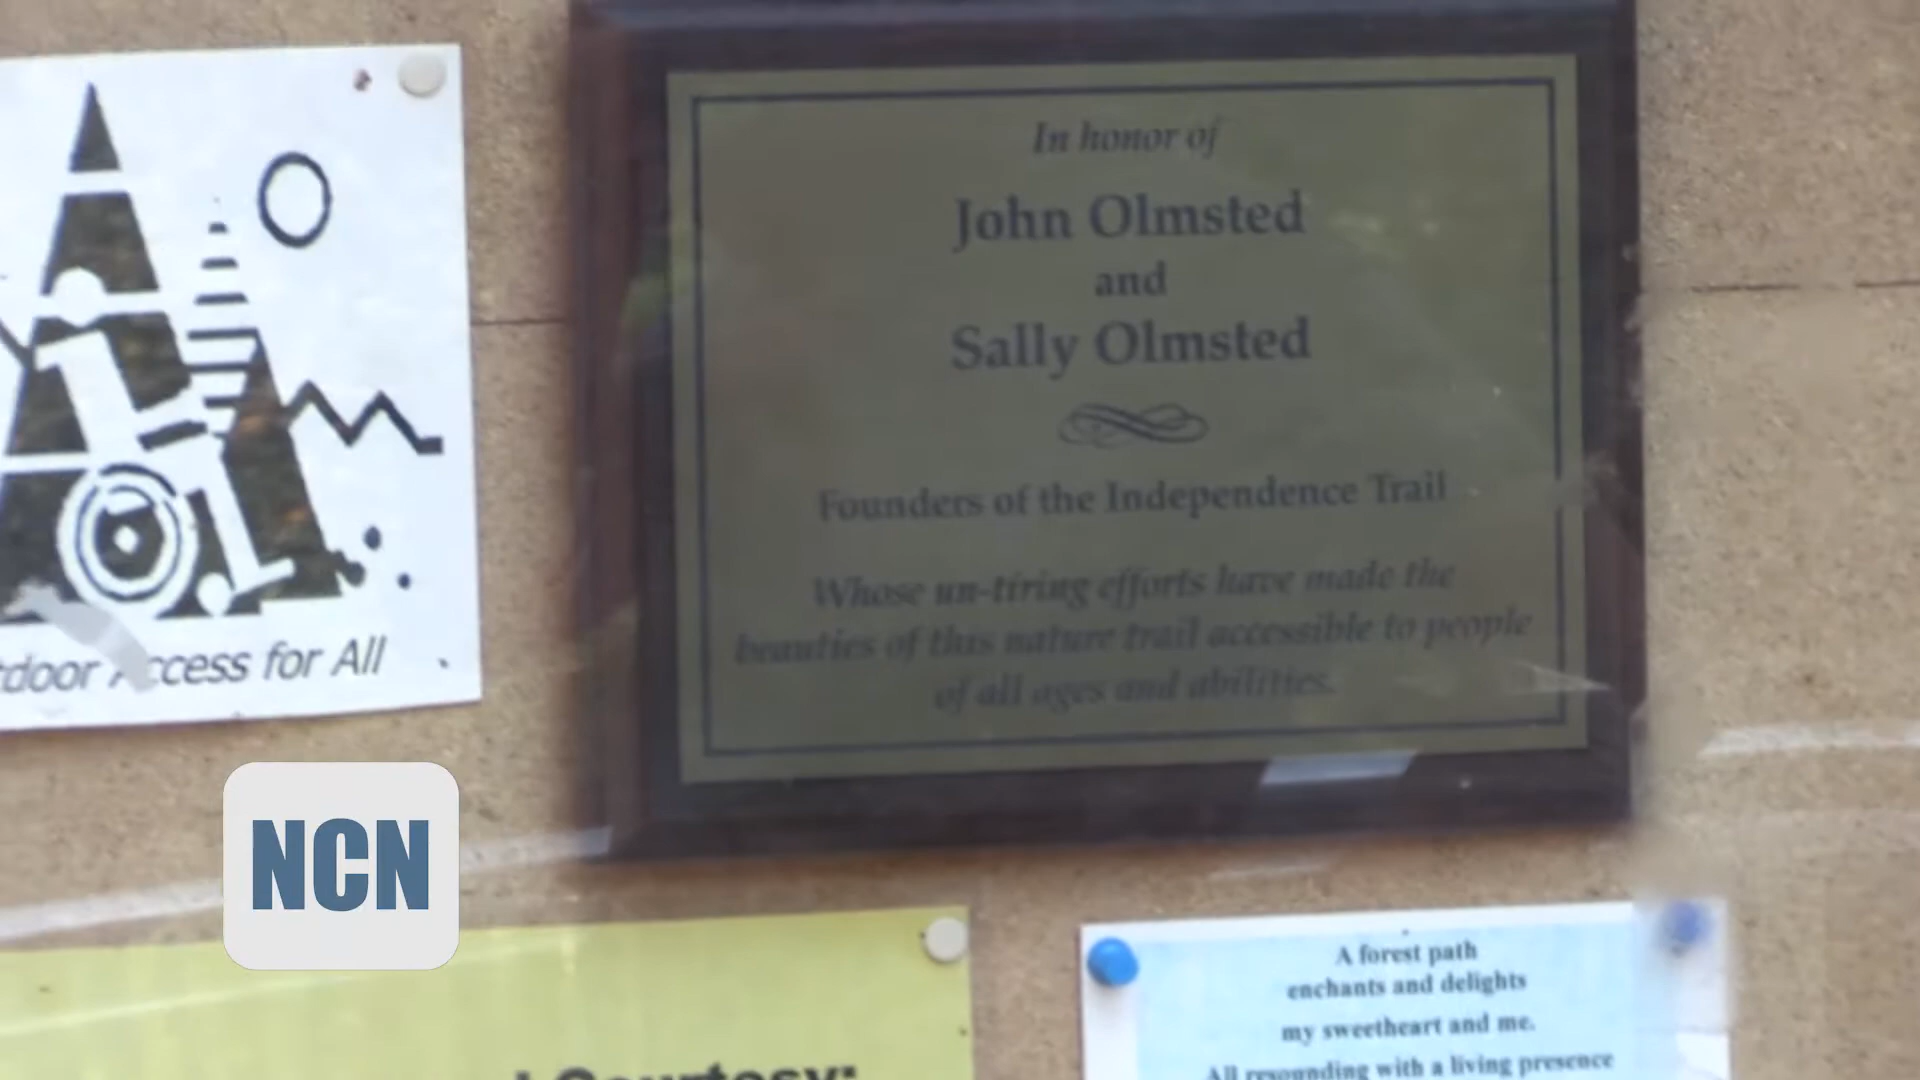 In honor of
John Olmsted
and
Sally Olmsted
Founders of the Independence Trail
Whose un-tiring efforts have made the
beauties of this nature trail accessible to people
of all ages and abilities.
ccess for All
NCN
Courtesy:
A forest path
enchants and delights
my sweetheart and me.
All resounding with a living presence